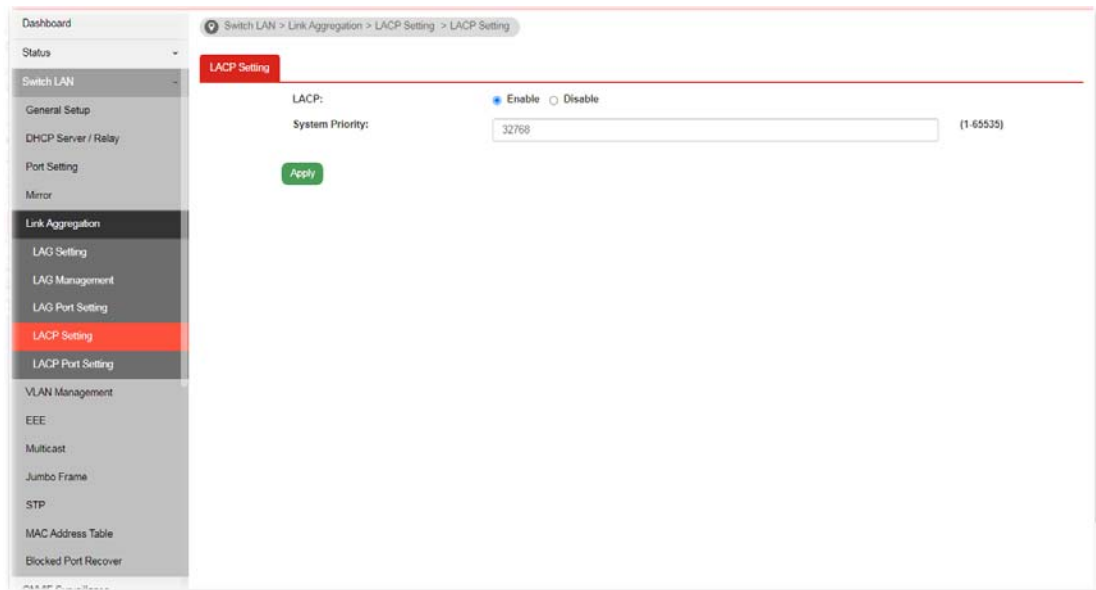 Dashboard
Status
Switch LAN
General Setup
DHCP Server / Relay
Port Setting
Mirror
Link Aggregation
LAG Setting
LAG Management
LAG Port Setting
LACP Setting
LACP Port Setting
VLAN Management
EEE
Multicast
Jumbo Frame
STP
MAC Address Table
Blocked Port Recover
Switch LAN > Link Aggregation > LACP Setting > LACP Setting
LACP Setting
LACP: Enable Disable
System Priority: 32768 (1-65535)
Apply